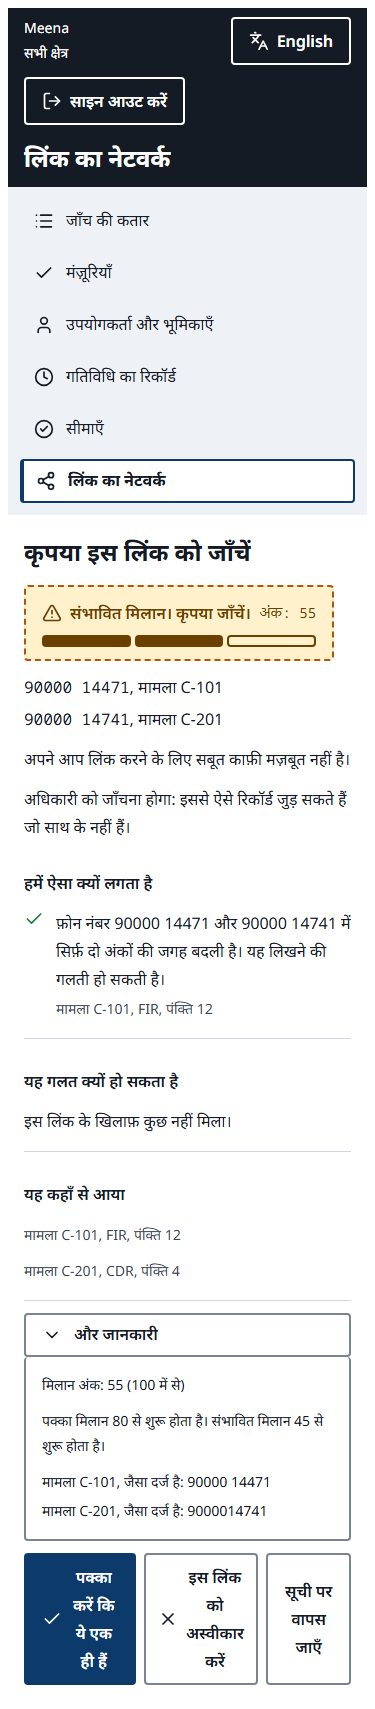 Meena
सभी क्षेत्र
English
साइन आउट करें
लिंक का नेटवर्क
जाँच की कतार
मंज़ूरियाँ
उपयोगकर्ता और भूमिकाएँ
गतिविधि का रिकॉर्ड
सीमाएँ
लिंक का नेटवर्क
कृपया इस लिंक को जाँचें
संभावित मिलान। कृपया जाँचें। अंक: 55
90000 14471, मामला C-101
90000 14741, मामला C-201
अपने आप लिंक करने के लिए सबूत काफ़ी मज़बूत नहीं है।
अधिकारी को जाँचना होगा: इससे ऐसे रिकॉर्ड जुड़ सकते हैं
जो साथ के नहीं हैं।
हमें ऐसा क्यों लगता है
फ़ोन नंबर 90000 14471 और 90000 14741 में
सिर्फ़ दो अंकों की जगह बदली है। यह लिखने की
गलती हो सकती है।
मामला C-101, FIR, पंक्ति 12
यह गलत क्यों हो सकता है
इस लिंक के खिलाफ़ कुछ नहीं मिला।
यह कहाँ से आया
मामला C-101, FIR, पंक्ति 12
मामला C-201, CDR, पंक्ति 4
और जानकारी
मिलान अंक: 55 (100 में से)
पक्का मिलान 80 से शुरू होता है। संभावित मिलान 45 से
शुरू होता है।
मामला C-101, जैसा दर्ज है: 90000 14471
मामला C-201, जैसा दर्ज है: 9000014741
पक्का
करें कि
ये एक
ही हैं
इस लिंक
को
अस्वीकार
करें
सूची पर
वापस
जाएँ